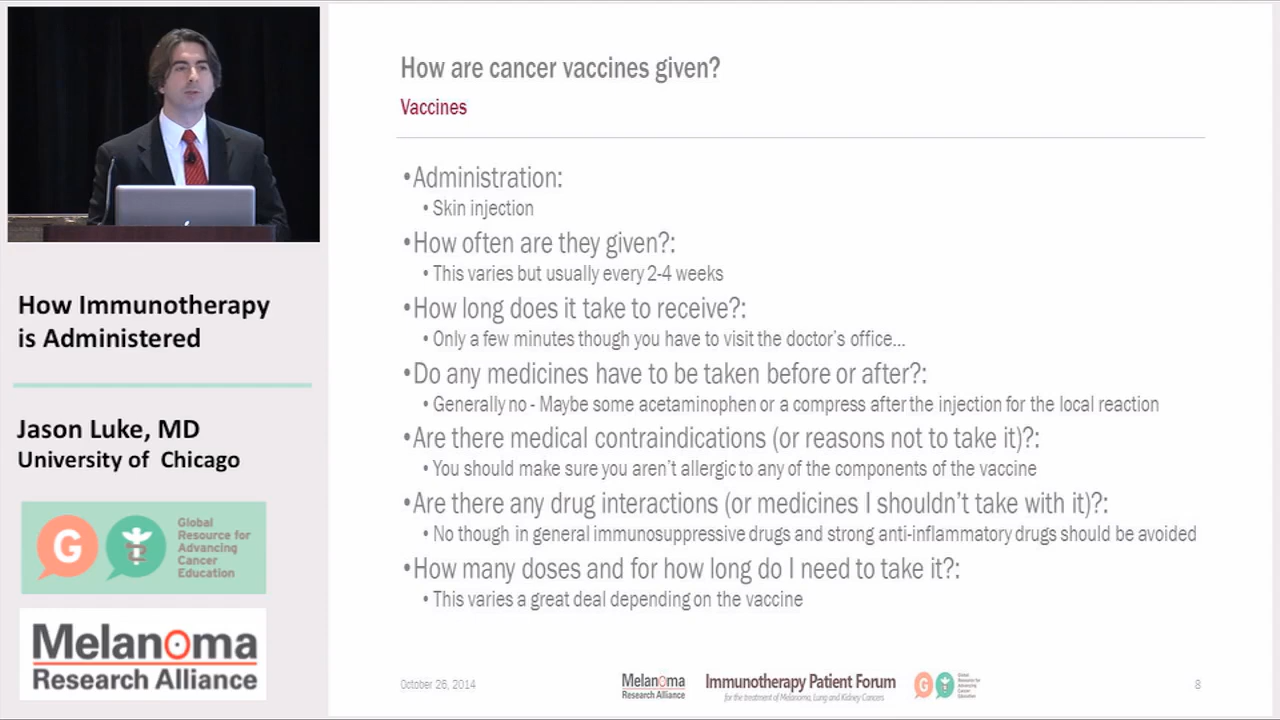 How Immunotherapy
is Administered
Jason Luke, MD
University of Chicago
G
Global
Resource for
Advancing
Cancer
Education
Melanoma
Research Alliance
How are cancer vaccines given?
Vaccines
•Administration:
• Skin injection
•How often are they given?:
• This varies but usually every 2-4 weeks
•How long does it take to receive?:
• Only a few minutes though you have to visit the doctor's office...
•Do any medicines have to be taken before or after?:
• Generally no - Maybe some acetaminophen or a compress after the injection for the local reaction
•Are there medical contraindications (or reasons not to take it)?:
• You should make sure you aren't allergic to any of the components of the vaccine
•Are there any drug interactions (or medicines I shouldn't take with it)?:
• No though in general immunosuppressive drugs and strong anti-inflammatory drugs should be avoided
•How many doses and for how long do I need to take it?:
• This varies a great deal depending on the vaccine
October 26, 2014
Melanoma
Research Alliance
Immunotherapy Patient Forum
for the treatment of Melanoma, Lung and Kidney Cancers
G
Global
Resource for
Advancing
Cancer
Education
8